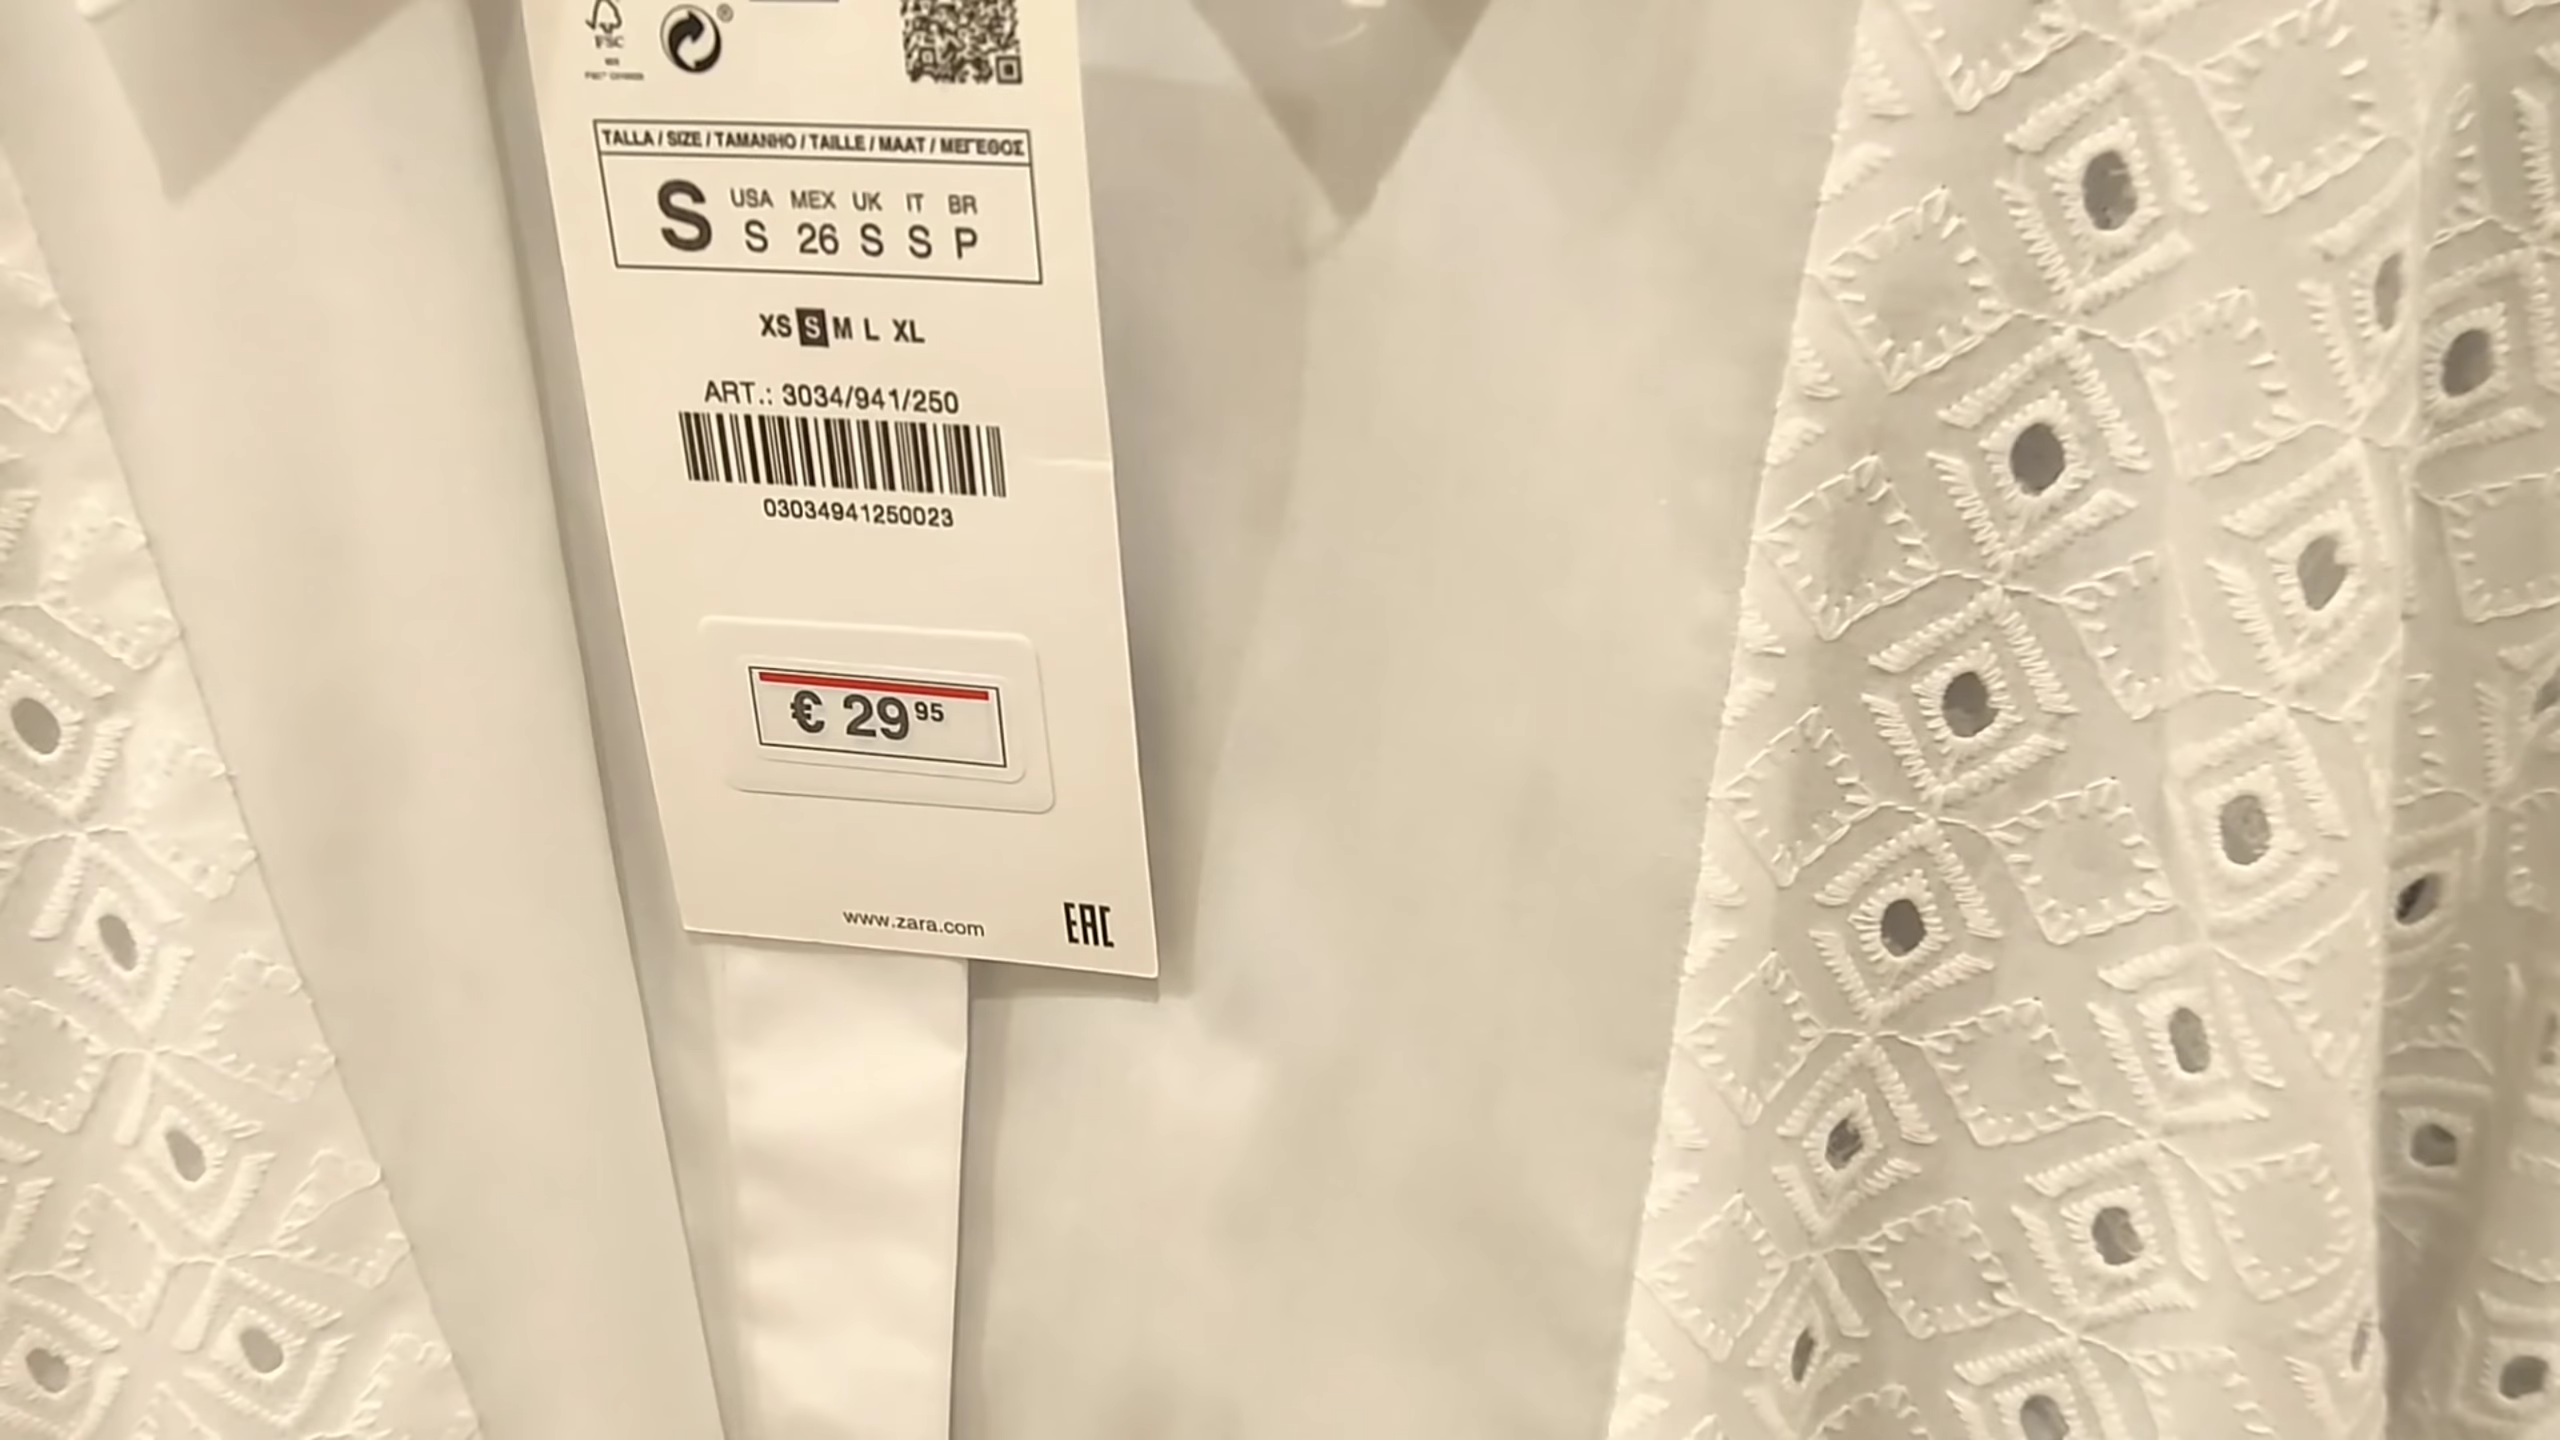 FSC
®
TALLA / SIZE / TAMANHO / TAILLE / MAAT / ΜΕΓΕΘΟΣ
S
USA MEX UK IT BR
S 26 S S P
XS S M L XL
ART.: 3034/941/250
03034941250023
€ 29 95
www.zara.com
EAC